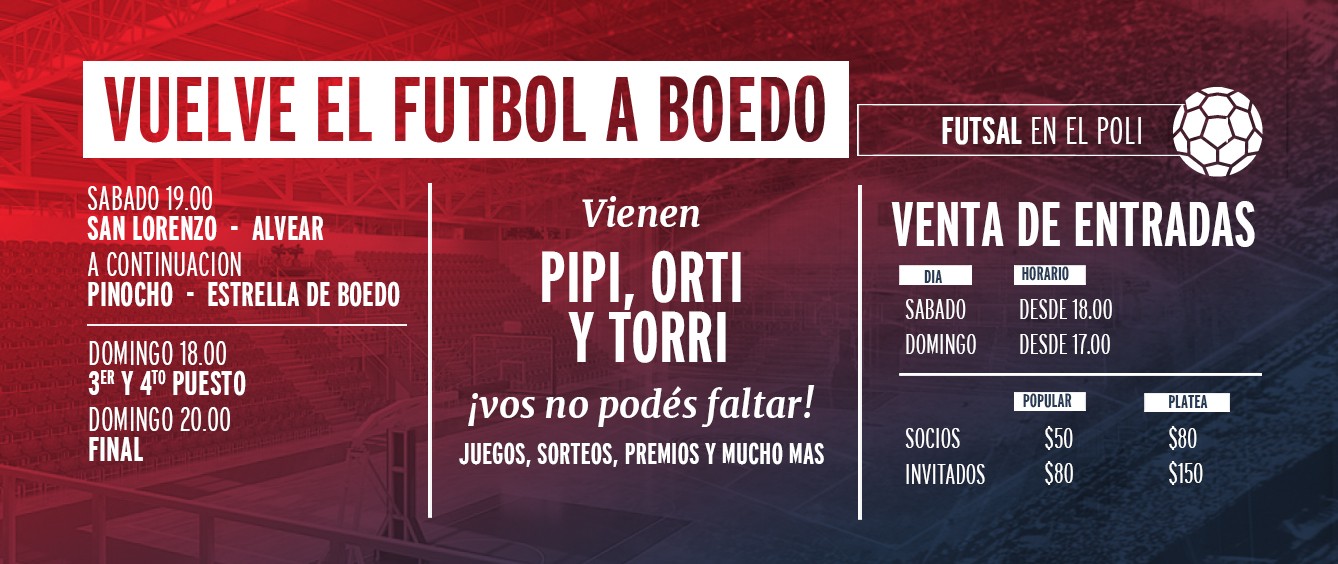 VUELVE EL FUTBOL A BOEDO
FUTSAL EN EL POLI
SABADO 19.00
SAN LORENZO - ALVEAR
A CONTINUACION
PINOCHO - ESTRELLA DE BOEDO
DOMINGO 18.00
3ER Y 4TO PUESTO
DOMINGO 20.00
FINAL
Vienen
PIPI, ORTI
Y TORRI
¡vos no podés faltar!
JUEGOS, SORTEOS, PREMIOS Y MUCHO MAS
VENTA DE ENTRADAS
DIA HORARIO
SABADO DESDE 18.00
DOMINGO DESDE 17.00
POPULAR PLATEA
SOCIOS $50 $80
INVITADOS $80 $150